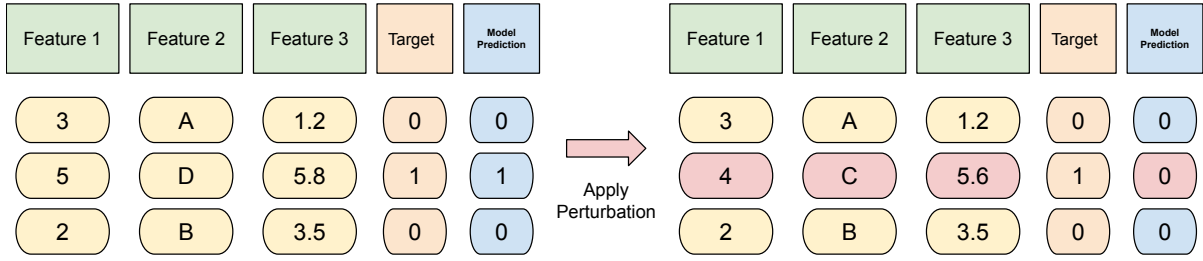 Feature 1 Feature 2 Feature 3 Target Model Prediction
3 A 1.2 0 0
5 D 5.8 1 1
2 B 3.5 0 0
Apply
Perturbation
Feature 1 Feature 2 Feature 3 Target Model Prediction
3 A 1.2 0 0
4 C 5.6 1 0
2 B 3.5 0 0